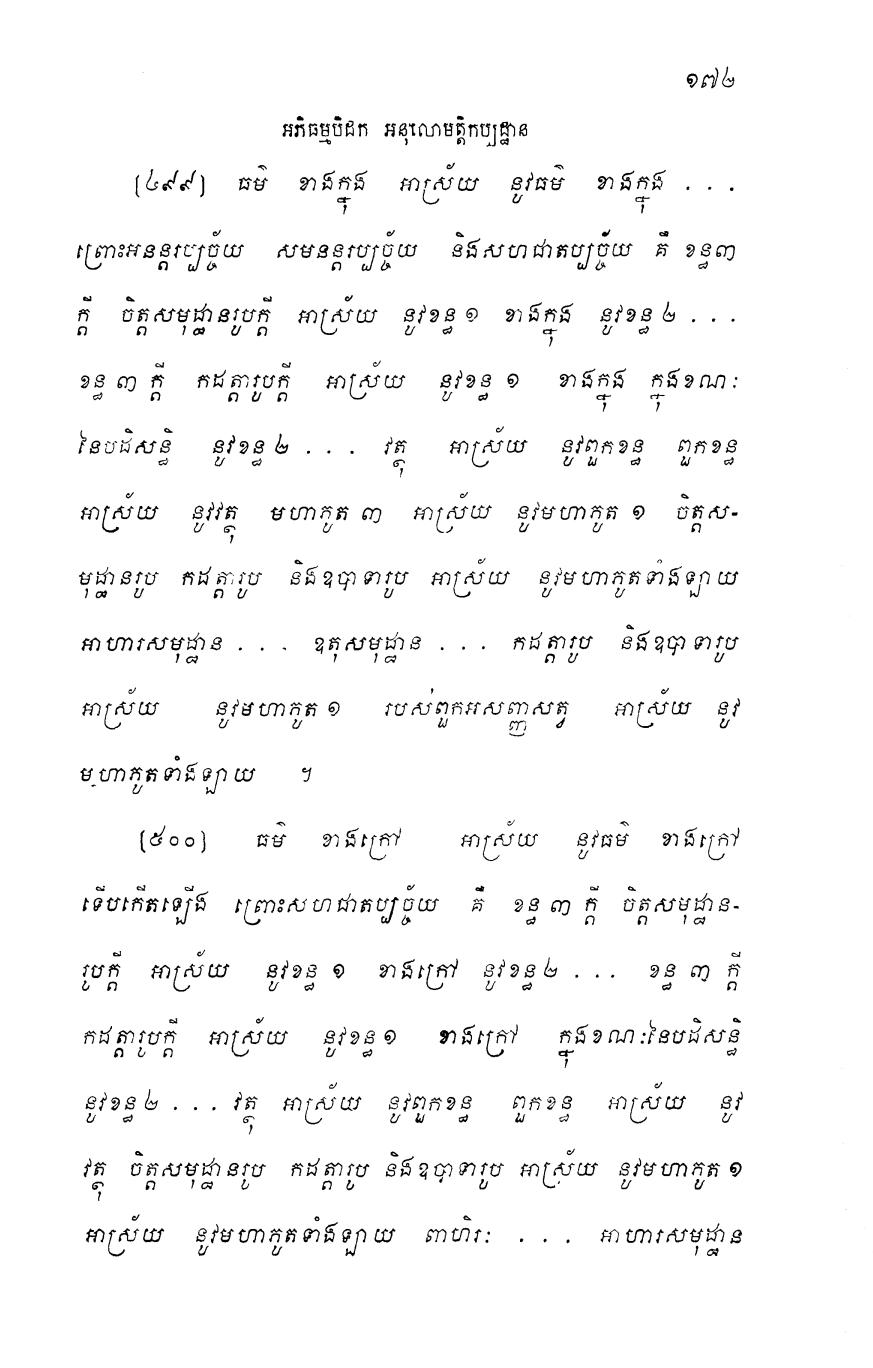 ១៧២
អភិធម្មបិដក អនុលោមត្តិកប្បដ្ឋាន
[៤៩៩] ធម៌ ខាងក្នុង អាស្រ័យ នូវធម៌ ខាងក្នុង . . .
ព្រោះអនន្តរប្បច្ច័យ សមនន្តរប្បច្ច័យ និងសហជាតប្បច្ច័យ គឺ ខន្ធ៣
ក្តី ចិត្តសមុដ្ឋានរូបក្តី អាស្រ័យ នូវខន្ធ ១ ខាងក្នុង នូវខន្ធ ២ . . .
ខន្ធ ៣ ក្តី កដត្តារូបក្តី អាស្រ័យ នូវខន្ធ ១ ខាងក្នុង ក្នុងខណៈ
នៃបដិសន្ធិ នូវខន្ធ ២ . . . វត្ថុ អាស្រ័យ នូវពួកខន្ធ ពួកខន្ធ
អាស្រ័យ នូវវត្ថុ មហាភូត ៣ អាស្រ័យ នូវមហាភូត ១ ចិត្តស-
មុដ្ឋានរូប កដត្តារូប និងឧបាទារូប អាស្រ័យ នូវមហាភូតទាំងឡាយ
អាហារសមុដ្ឋាន . . . ឧតុសមុដ្ឋាន . . . កដត្តារូប និងឧបាទារូប
អាស្រ័យ នូវមហាភូត ១ របស់ពួកអសញ្ញសត្វ អាស្រ័យ នូវ
មហាភូតទាំងឡាយ ។
[៥០០] ធម៌ ខាងក្រៅ អាស្រ័យ នូវធម៌ ខាងក្រៅ
ទើបកើតឡើង ព្រោះសហជាតប្បច្ច័យ គឺ ខន្ធ ៣ ក្តី ចិត្តសមុដ្ឋាន-
រូបក្តី អាស្រ័យ នូវខន្ធ ១ ខាងក្រៅ នូវខន្ធ ២ . . . ខន្ធ ៣ ក្តី
កដត្តារូបក្តី អាស្រ័យ នូវខន្ធ ១ ខាងក្រៅ ក្នុងខណៈនៃបដិសន្ធិ
នូវខន្ធ ២ . . . វត្ថុ អាស្រ័យ នូវពួកខន្ធ ពួកខន្ធ អាស្រ័យ នូវ
វត្ថុ ចិត្តសមុដ្ឋានរូប កដត្តារូប និងឧបាទារូប អាស្រ័យ នូវមហាភូត ១
អាស្រ័យ នូវមហាភូតទាំងឡាយ ពាហិរៈ . . . អាហារសមុដ្ឋាន